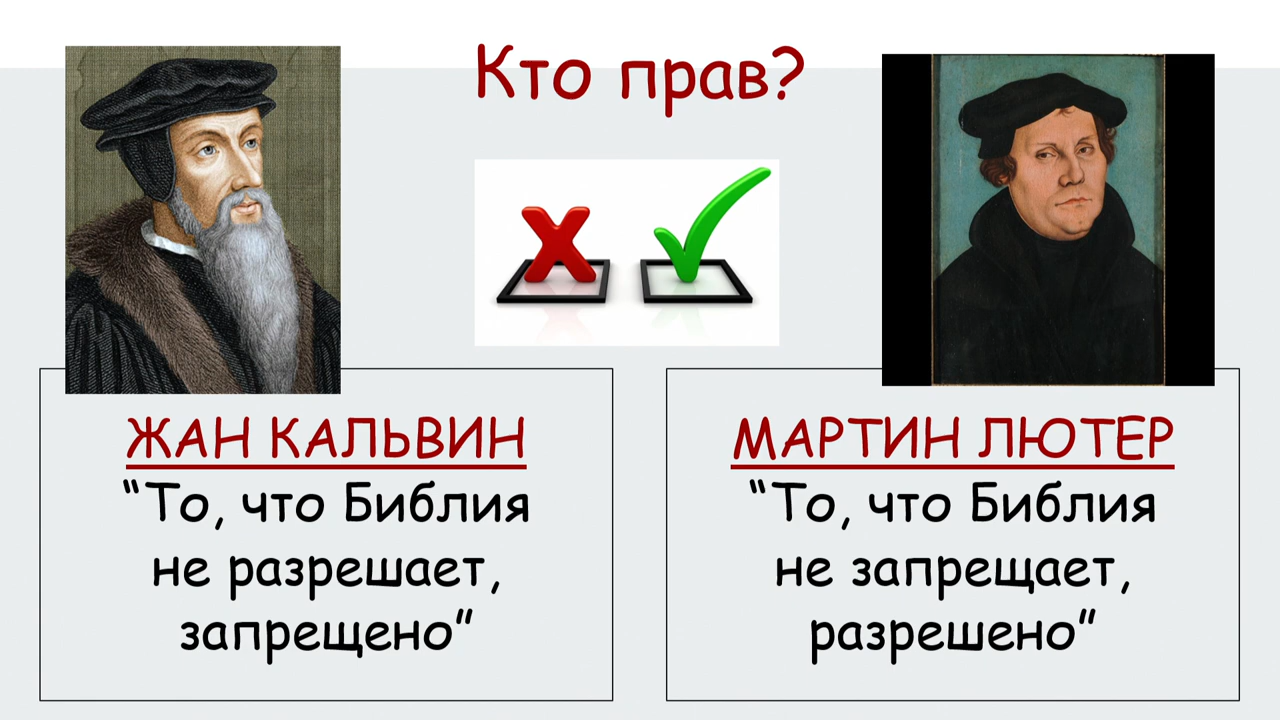 Кто прав?
ЖАН КАЛЬВИН
“То, что Библия
не разрешает,
запрещено”
МАРТИН ЛЮТЕР
“То, что Библия
не запрещает,
разрешено”